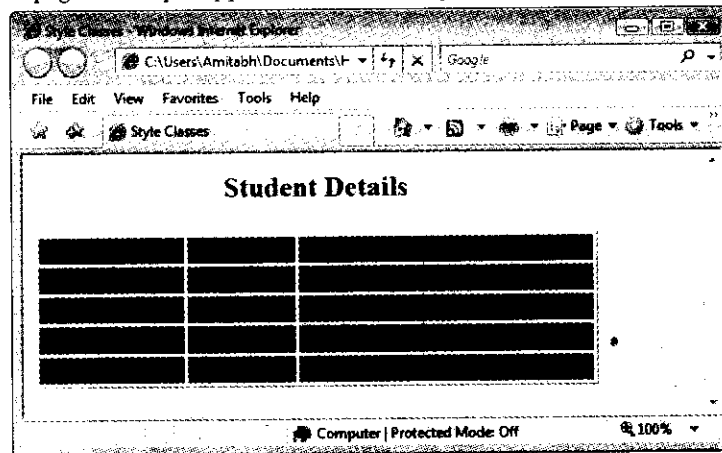 Style Classes - Windows Internet Explorer
C:\Users\Amitabh\Documents\H
Google
File Edit View Favorites Tools Help
Style Classes
Page Tools
Student Details
Computer | Protected Mode: Off
100%